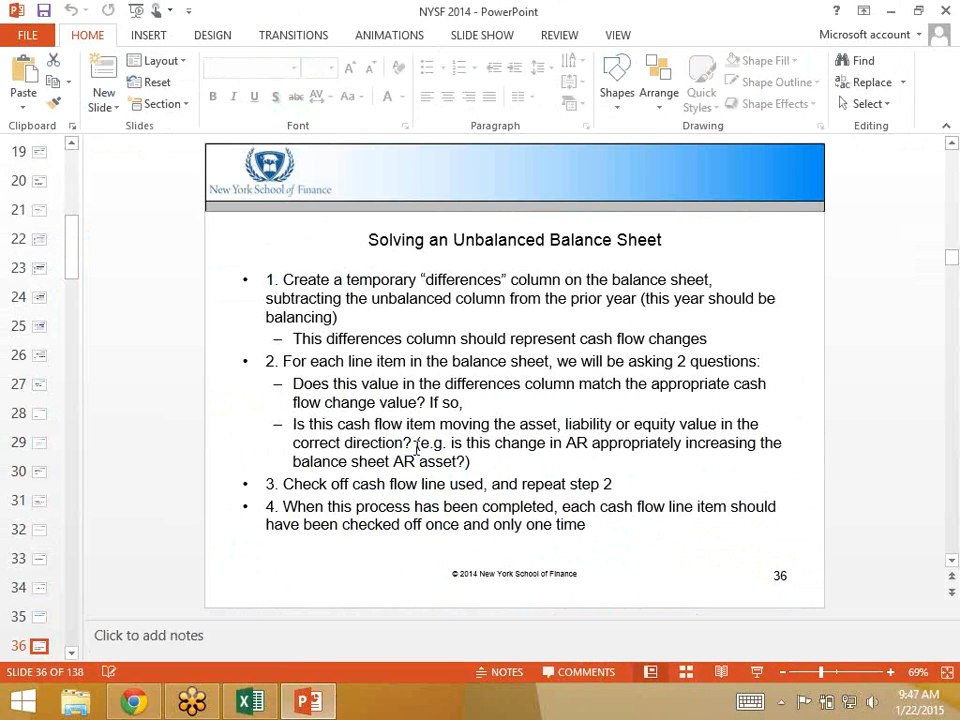 NYSF 2014 - PowerPoint
FILE HOME INSERT DESIGN TRANSITIONS ANIMATIONS SLIDE SHOW REVIEW VIEW Microsoft account
Paste
New Slide
Layout
Reset
Section
B I U S abc AV Aa A
Shapes
Arrange
Quick Styles
Shape Fill
Shape Outline
Shape Effects
Find
Replace
Select
Clipboard Slides Font Paragraph Drawing Editing
19
20
21
22
23
24
25
26
27
28
29
30
31
32
33
34
35
36
New York School of Finance
Solving an Unbalanced Balance Sheet
• 1. Create a temporary “differences” column on the balance sheet,
subtracting the unbalanced column from the prior year (this year should be
balancing)
– This differences column should represent cash flow changes
• 2. For each line item in the balance sheet, we will be asking 2 questions:
– Does this value in the differences column match the appropriate cash
flow change value? If so,
– Is this cash flow item moving the asset, liability or equity value in the
correct direction? (e.g. is this change in AR appropriately increasing the
balance sheet AR asset?)
• 3. Check off cash flow line used, and repeat step 2
• 4. When this process has been completed, each cash flow line item should
have been checked off once and only one time
© 2014 New York School of Finance
36
Click to add notes
SLIDE 36 OF 138 NOTES COMMENTS 69%
9:47 AM
1/22/2015